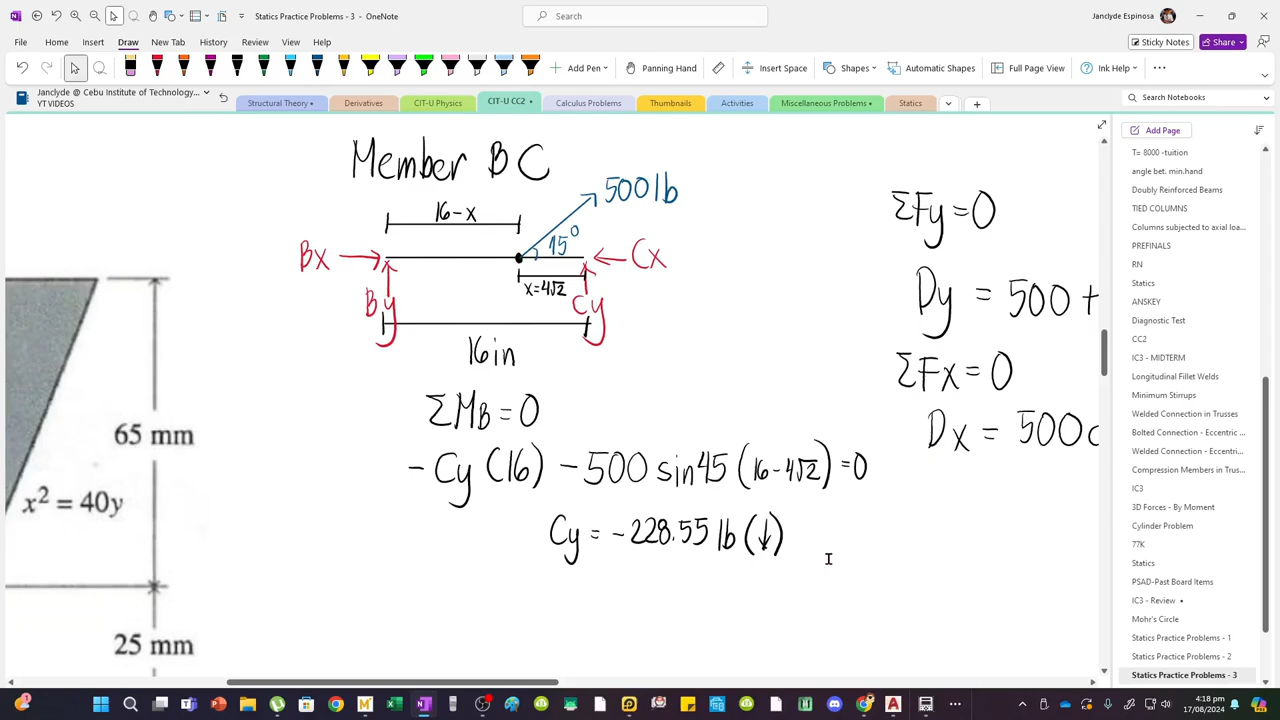 Statics Practice Problems - 3 - OneNote
Search
Janclyde Espinosa
File Home Insert Draw New Tab History Review View Help
Sticky Notes Share
Add Pen Panning Hand Insert Space Shapes Automatic Shapes Full Page View Ink Help
Janclyde @ Cebu Institute of Technology...
YT VIDEOS
Structural Theory Derivatives CIT-U Physics CIT-U CC2 Calculus Problems Thumbnails Activities Miscellaneous Problems Statics
Search Notebooks
Add Page
T= 8000 -tuition
angle bet. min.hand
Doubly Reinforced Beams
TIED COLUMNS
Columns subjected to axial loa...
PREFINALS
RN
Statics
ANSKEY
Diagnostic Test
CC2
IC3 - MIDTERM
Longitudinal Fillet Welds
Minimum Stirrups
Welded Connection in Trusses
Bolted Connection - Eccentric ...
Welded Connection - Eccentri...
Compression Members in Trus...
IC3
3D Forces - By Moment
Cylinder Problem
77K
Statics
PSAD-Past Board Items
IC3 - Review
Mohr's Circle
Statics Practice Problems - 1
Statics Practice Problems - 2
Statics Practice Problems - 3
Member BC
500lb
16-x
45°
Bx
Cx
x=4√2
By
Cy
16in
ΣMB=0
-Cy(16) -500 sin45(16-4√2)=0
Cy = -228.55 lb (↓)
ΣFy=0
Dy = 500+
ΣFx=0
Dx = 500c
65 mm
x² = 40y
25 mm
4:18 pm
17/08/2024